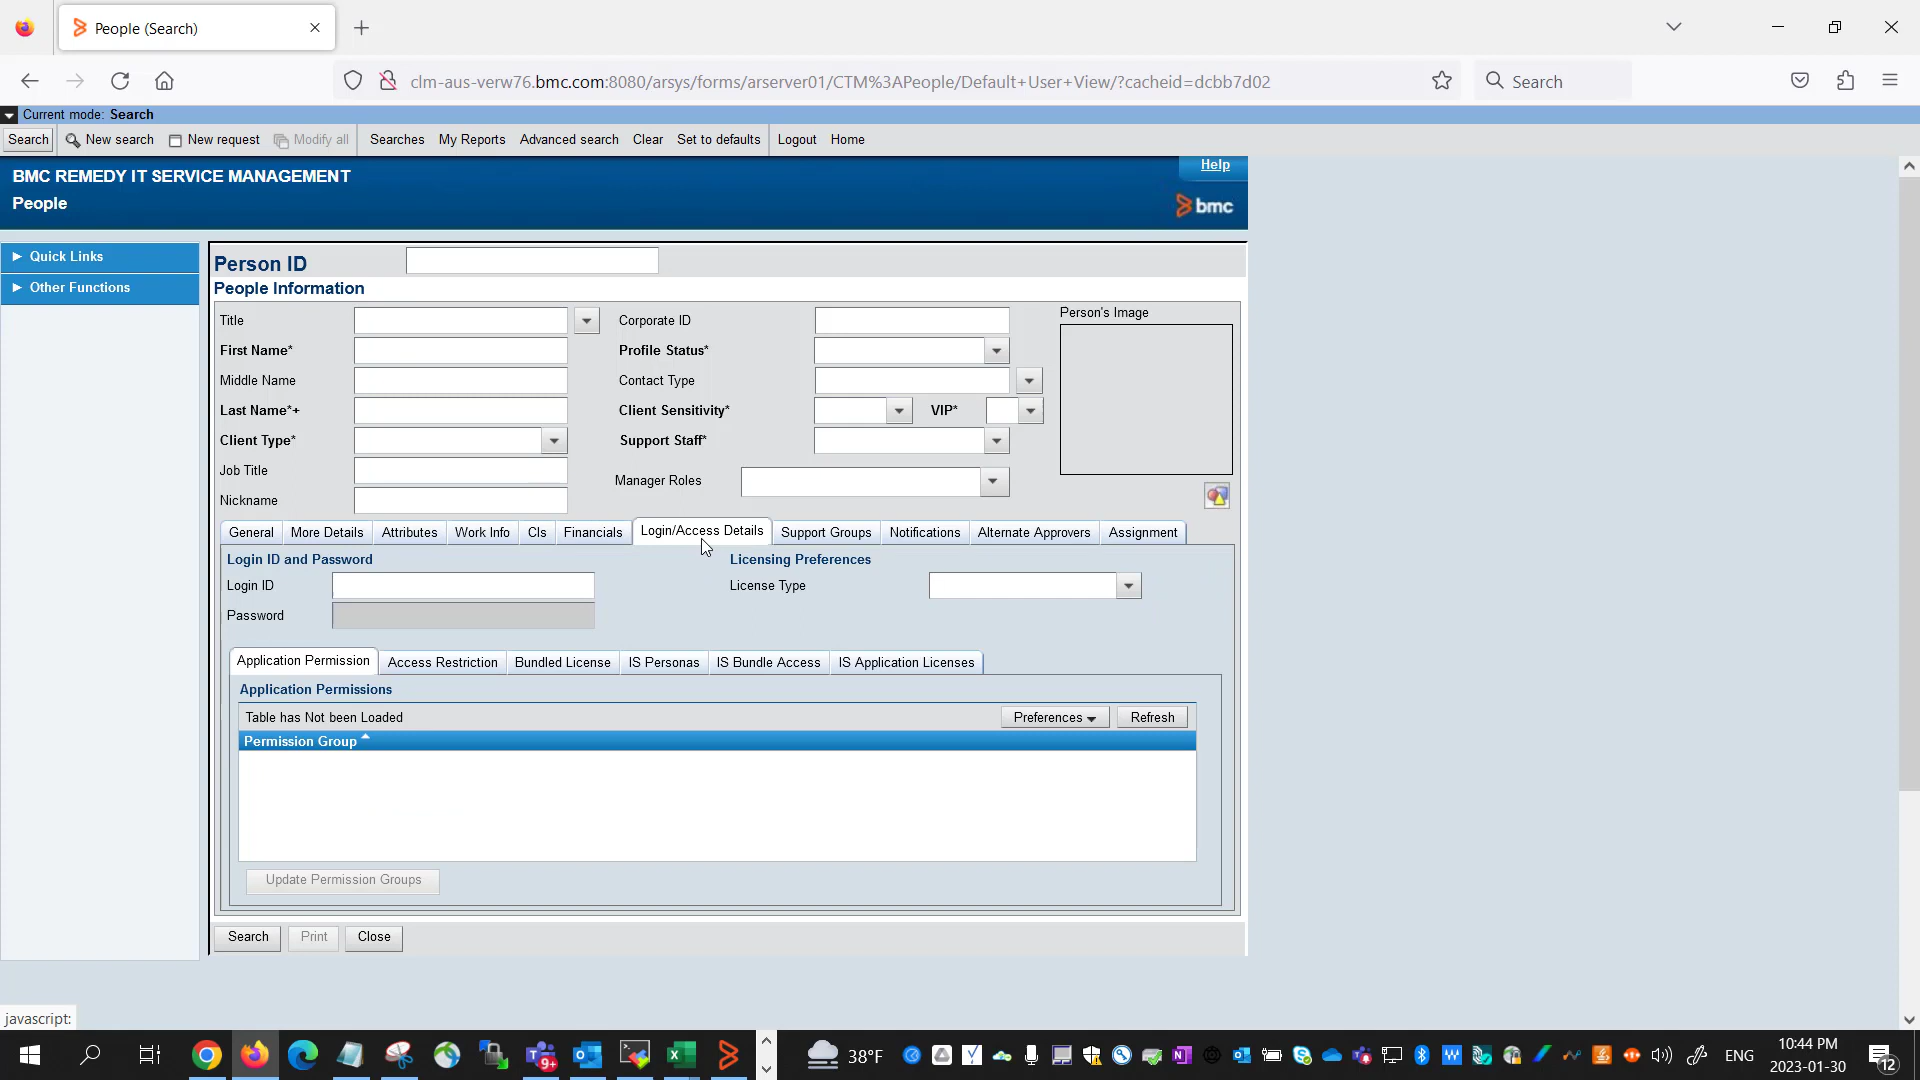 People (Search)
clm-aus-verw76.bmc.com:8080/arsys/forms/arserver01/CTM%3APeople/Default+User+View/?cacheid=dcbb7d02
Search
Current mode: Search
Search New search New request Modify all Searches My Reports Advanced search Clear Set to defaults Logout Home
BMC REMEDY IT SERVICE MANAGEMENT
Help
People
bmc
Quick Links
Other Functions
Person ID
People Information
Title
Corporate ID
Person's Image
First Name*
Profile Status*
Middle Name
Contact Type
Last Name*+
Client Sensitivity*
VIP*
Client Type*
Support Staff*
Job Title
Manager Roles
Nickname
General More Details Attributes Work Info CIs Financials Login/Access Details Support Groups Notifications Alternate Approvers Assignment
Login ID and Password
Licensing Preferences
Login ID
License Type
Password
Application Permission Access Restriction Bundled License IS Personas IS Bundle Access IS Application Licenses
Application Permissions
Table has Not been Loaded
Preferences
Refresh
Permission Group
Update Permission Groups
Search Print Close
javascript:
9+
38°F
ENG
10:44 PM
2023-01-30
12